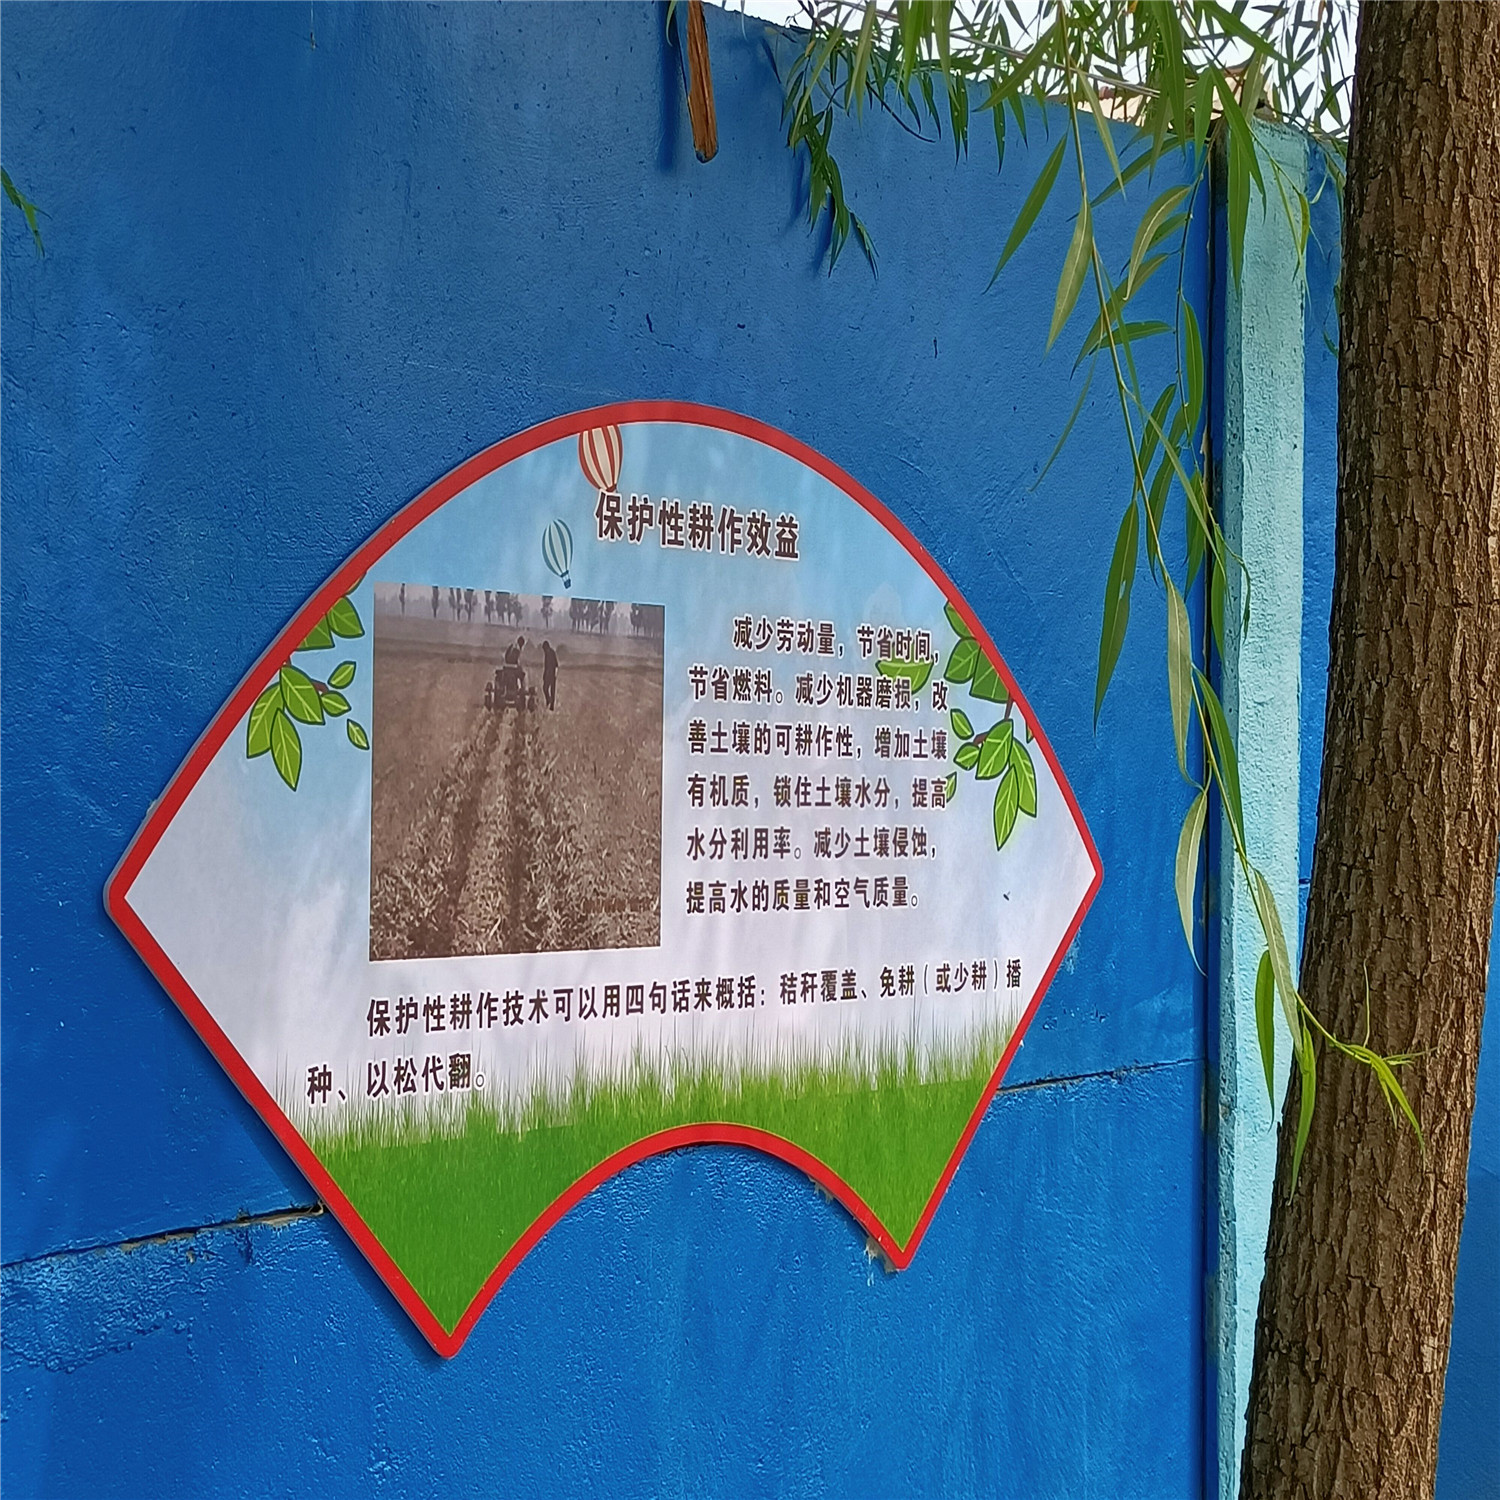 保护性耕作效益
减少劳动量，节省时间，
节省燃料。减少机器磨损，改
善土壤的可耕作性，增加土壤
有机质，锁住土壤水分，提高
水分利用率。减少土壤侵蚀，
提高水的质量和空气质量。
保护性耕作技术可以用四句话来概括：秸秆覆盖、免耕（或少耕）播
种、以松代翻。